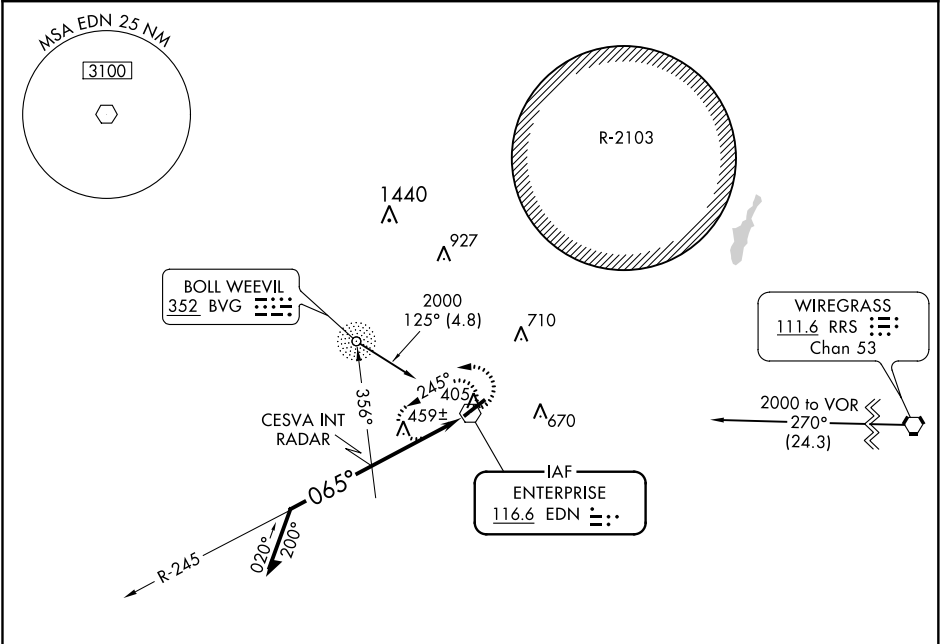 MSA EDN 25 NM
3100
R-2103
1440
927
BOLL WEEVIL
352 BVG
2000
125° (4.8)
710
WIREGRASS
111.6 RRS
Chan 53
245°
405
459±
356°
670
CESVA INT
RADAR
2000 to VOR
270°
(24.3)
065°
IAF
ENTERPRISE
116.6 EDN
020°
200°
R-245